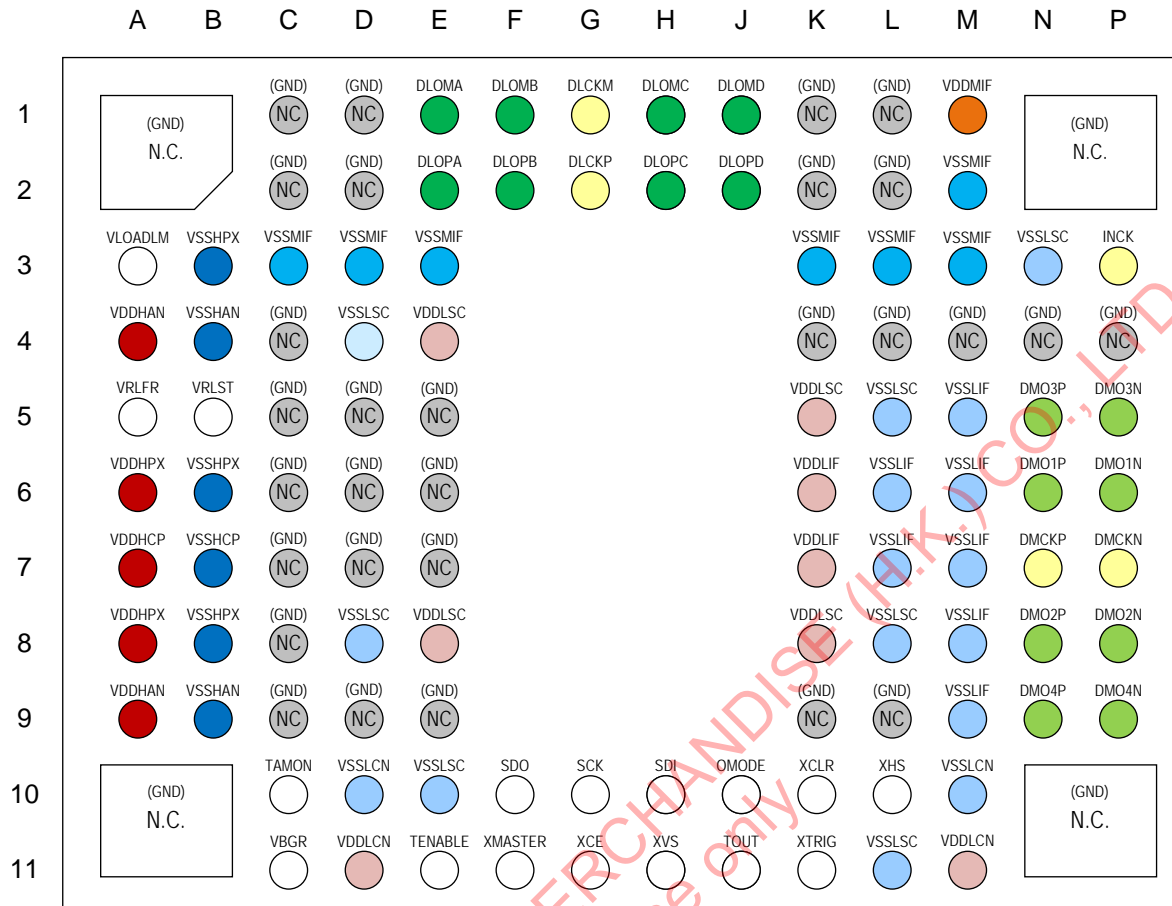 A B C D E F G H J K L M N P
(GND) (GND) DLOMA DLOMB DLCKM DLOMC DLOMD (GND) (GND) VDDMIF
1 (GND) N.C. NC NC NC NC (GND) N.C.
(GND) (GND) DLOPA DLOPB DLCKP DLOPC DLOPD (GND) (GND) VSSMIF
2 NC NC NC NC
VLOADLM VSSHPX VSSMIF VSSMIF VSSMIF VSSMIF VSSMIF VSSMIF VSSLSC INCK
3
VDDHAN VSSHAN (GND) VSSLSC VDDLSC (GND) (GND) (GND) (GND) (GND)
4 NC NC NC NC NC NC
VRLFR VRLST (GND) (GND) (GND) VDDLSC VSSLSC VSSLIF DMO3P DMO3N
5 NC NC NC
VDDHPX VSSHPX (GND) (GND) (GND) VDDLIF VSSLIF VSSLIF DMO1P DMO1N
6 NC NC NC
VDDHCP VSSHCP (GND) (GND) (GND) VDDLIF VSSLIF VSSLIF DMCKP DMCKN
7 NC NC NC
VDDHPX VSSHPX (GND) VSSLSC VDDLSC VDDLSC VSSLSC VSSLIF DMO2P DMO2N
8 NC
VDDHAN VSSHAN (GND) (GND) (GND) (GND) (GND) VSSLIF DMO4P DMO4N
9 NC NC NC NC NC
TAMON VSSLCN VSSLSC SDO SCK SDI OMODE XCLR XHS VSSLCN
10 (GND) N.C. (GND) N.C.
VBGR VDDLCN TENABLE XMASTER XCE XVS TOUT XTRIG VSSLSC VDDLCN
11
ERCHANDISE (H.K.) CO., LTD
e only